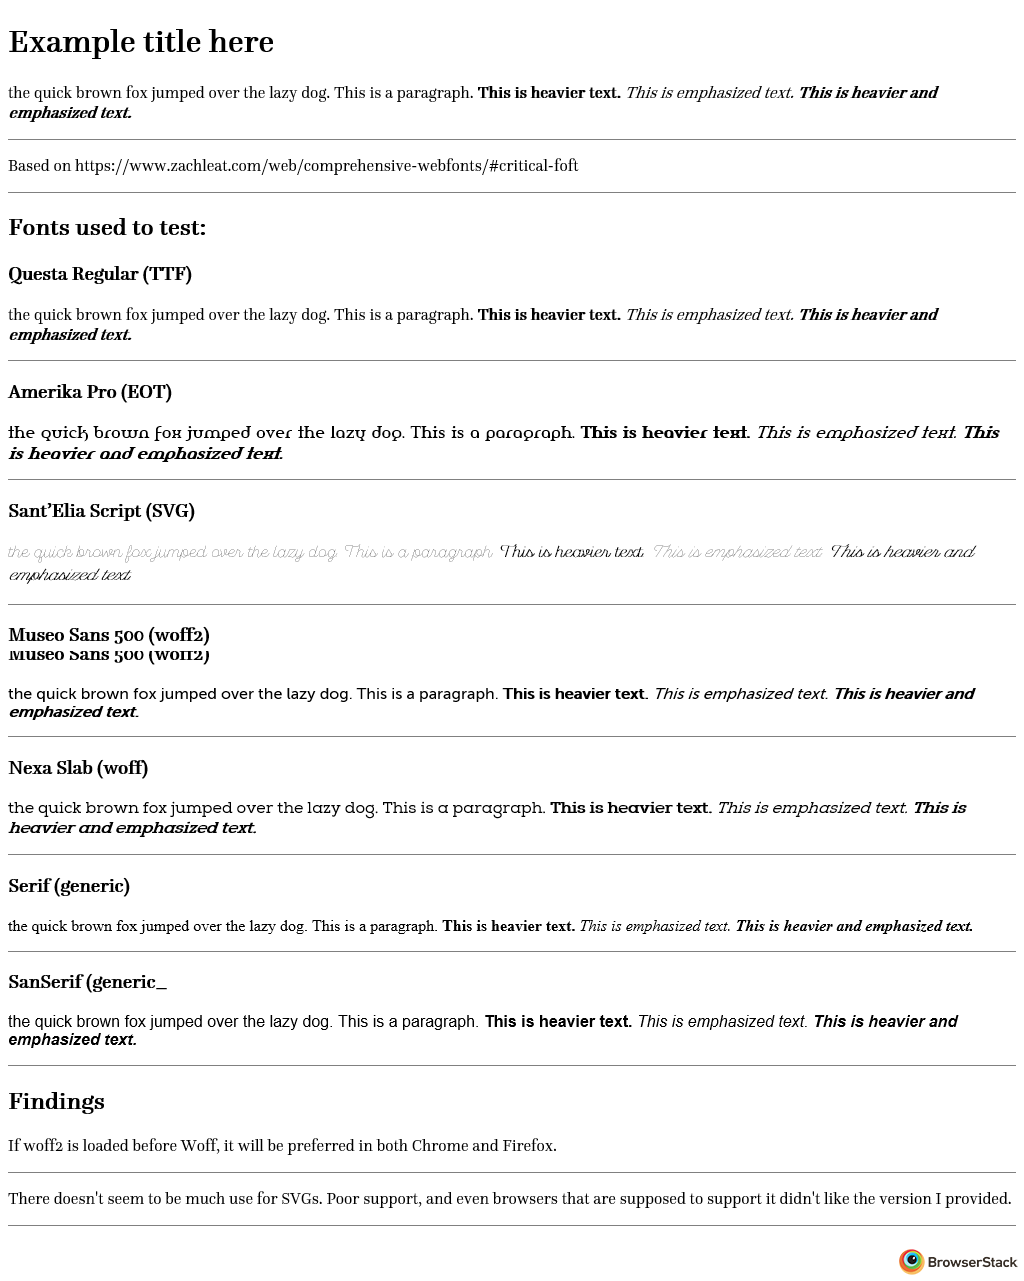 Example title here
the quick brown fox jumped over the lazy dog. This is a paragraph. This is heavier text. This is emphasized text. This is heavier and
emphasized text.
Based on https://www.zachleat.com/web/comprehensive-webfonts/#critical-foft
Fonts used to test:
Questa Regular (TTF)
the quick brown fox jumped over the lazy dog. This is a paragraph. This is heavier text. This is emphasized text. This is heavier and
emphasized text.
Amerika Pro (EOT)
the quick brown fox jumped over the lazy dog. This is a paragraph. This is heavier text. This is emphasized text. This
is heavier and emphasized text.
Sant'Elia Script (SVG)
the quick brown fox jumped over the lazy dog. This is a paragraph. This is heavier text. This is emphasized text. This is heavier and
emphasized text.
Museo Sans 500 (woff2)
Museo Sans 500 (woff2)
the quick brown fox jumped over the lazy dog. This is a paragraph. This is heavier text. This is emphasized text. This is heavier and
emphasized text.
Nexa Slab (woff)
the quick brown fox jumped over the lazy dog. This is a paragraph. This is heavier text. This is emphasized text. This is
heavier and emphasized text.
Serif (generic)
the quick brown fox jumped over the lazy dog. This is a paragraph. This is heavier text. This is emphasized text. This is heavier and emphasized text.
SanSerif (generic_
the quick brown fox jumped over the lazy dog. This is a paragraph. This is heavier text. This is emphasized text. This is heavier and
emphasized text.
Findings
If woff2 is loaded before Woff, it will be preferred in both Chrome and Firefox.
There doesn't seem to be much use for SVGs. Poor support, and even browsers that are supposed to support it didn't like the version I provided.
BrowserStack